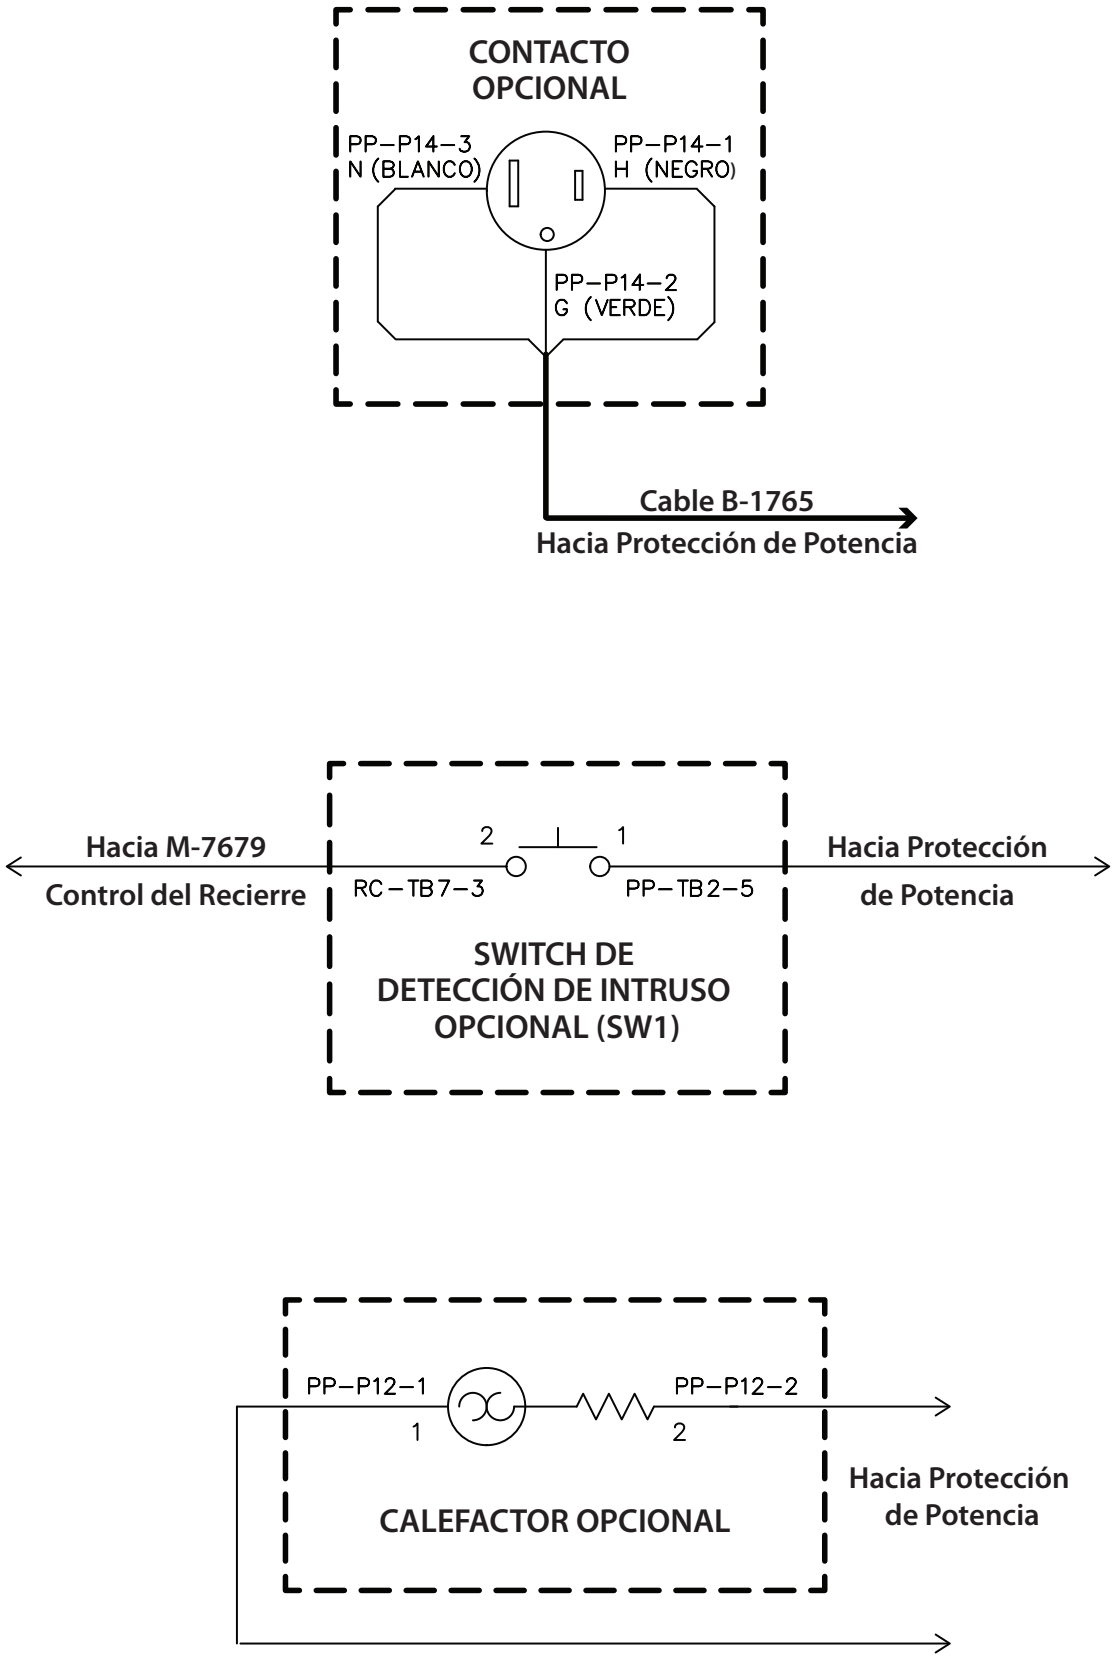 CONTACTO
OPCIONAL
PP-P14-3
N (BLANCO)
PP-P14-1
H (NEGRO)
PP-P14-2
G (VERDE)
Cable B-1765
Hacia Protección de Potencia
Hacia M-7679
Control del Recierre
2
1
RC-TB7-3
PP-TB2-5
Hacia Protección
de Potencia
SWITCH DE
DETECCIÓN DE INTRUSO
OPCIONAL (SW1)
PP-P12-1
1
PP-P12-2
2
Hacia Protección
de Potencia
CALEFACTOR OPCIONAL